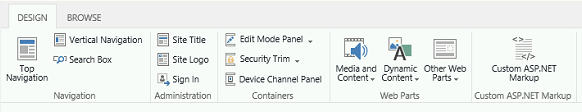 DESIGN BROWSE
Top Navigation
Vertical Navigation
Search Box
Navigation
Site Title
Site Logo
Sign In
Administration
Edit Mode Panel
Security Trim
Device Channel Panel
Containers
Media and Content
Dynamic Content
Other Web Parts
Web Parts
Custom ASP.NET Markup
Custom ASP.NET Markup